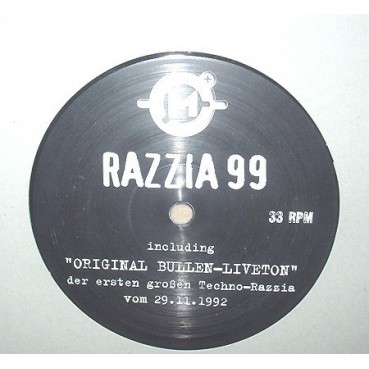 M
RAZZIA 99
33 RPM
including
"ORIGINAL BULLEN-LIVETON"
der ersten großen Techno-Razzia
vom 29.11.1992